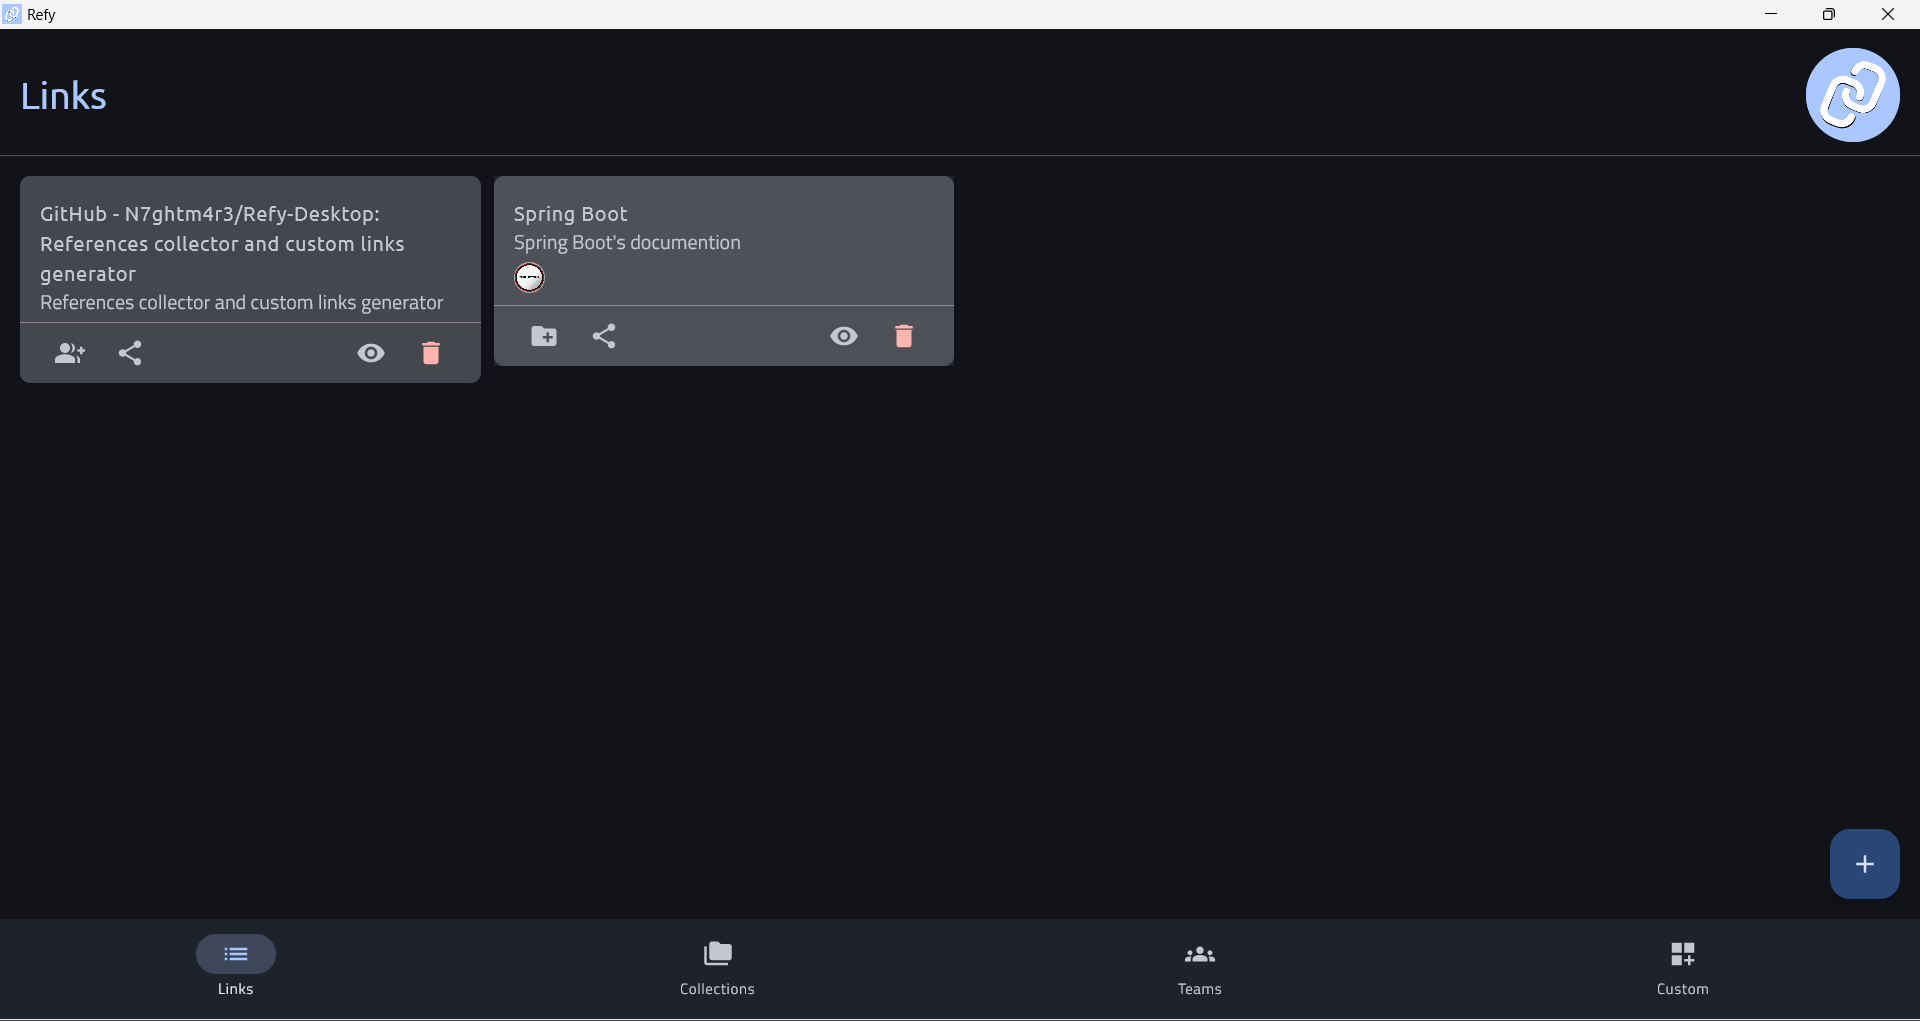 Refy
Links
GitHub - N7ghtm4r3/Refy-Desktop:
References collector and custom links
generator
References collector and custom links generator
Spring Boot
Spring Boot's documention
Links
Collections
Teams
Custom